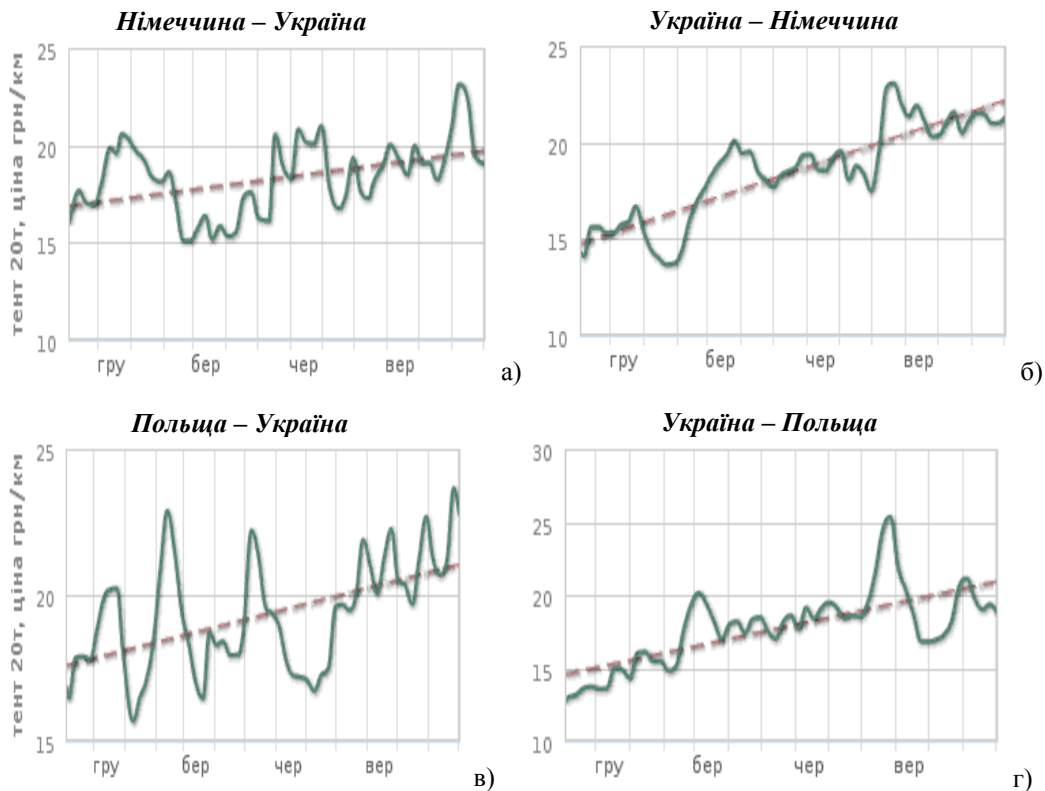 Німеччина – Україна
Україна – Німеччина
тент 20т, ціна грн/км
25
20
15
10
гру бер чер вер
а)
25
20
15
10
гру бер чер вер
б)
Польща – Україна
Україна – Польща
тент 20т, ціна грн/км
25
20
15
гру бер чер вер
в)
30
25
20
15
10
гру бер чер вер
г)